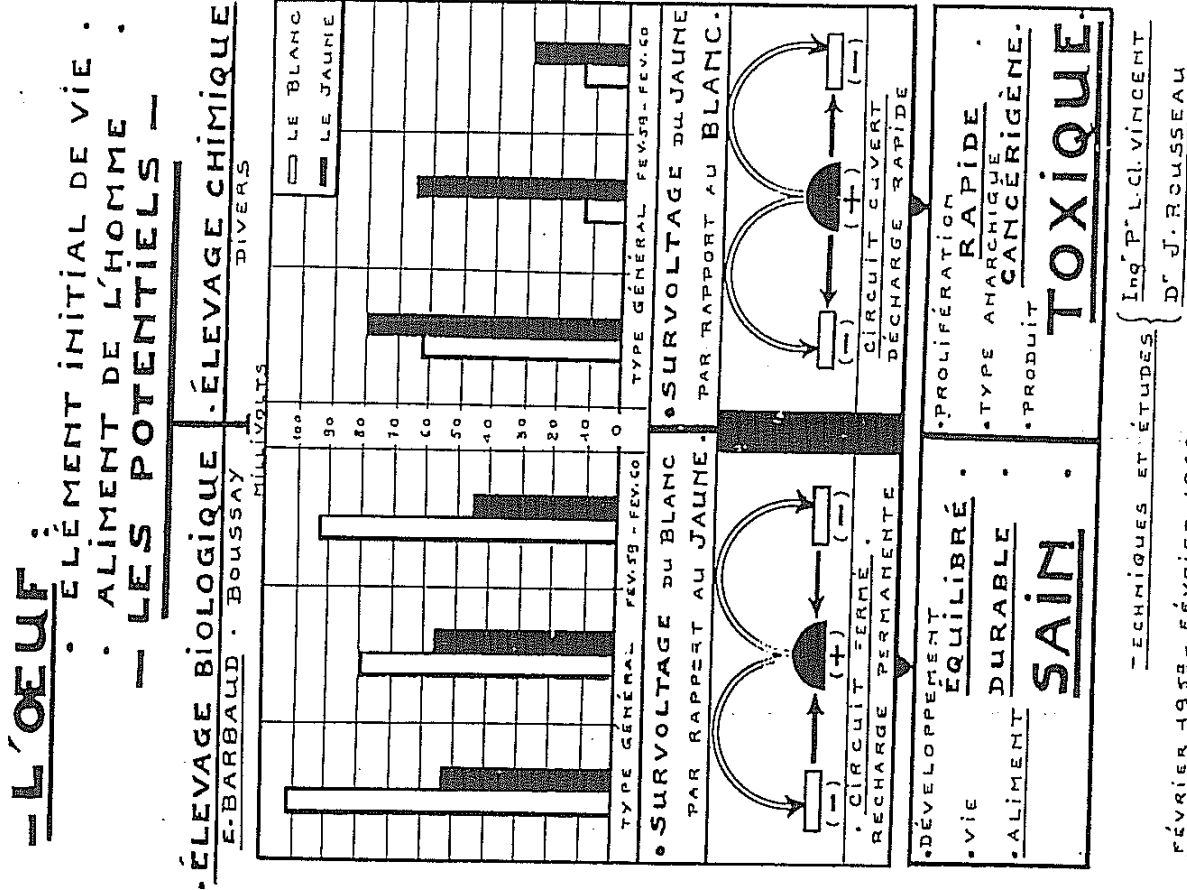 — L'ŒUF :
• ELÉMENT INITIAL DE VIE .
• ALIMENT DE L'HOMME .
— LES POTENTIELS —
• ÉLEVAGE BIOLOGIQUE
E-BARBAUD . BOUSSAY
• ÉLEVAGE CHIMIQUE
DIVERS
MILLIVOLTS
100
90
80
70
60
50
40
30
20
10
0
LE BLANC
LE JAUNE
TYPE GÉNÉRAL FEV.59 - FEV.60
TYPE GÉNÉRAL FEV.59 - FEV.60
• SURVOLTAGE DU BLANC
PAR RAPPORT AU JAUNE.
• SURVOLTAGE DU JAUNE
PAR RAPPORT AU BLANC.
(-) (+) (-)
(-) (+) (-)
• CIRCUIT FERMÉ •
RECHARGE PERMANENTE
CIRCUIT OUVERT
DÉCHARGE RAPIDE
• DÉVELOPPEMENT
ÉQUILIBRÉ .
• VIE DURABLE .
• ALIMENT SAIN .
• PROLIFÉRATION
RAPIDE .
• TYPE ANARCHIQUE
CANCÉRIGÈNE.
• PRODUIT TOXIQUE.
TECHNIQUES ET ÉTUDES { Ingr Pr L.Cl. VINCENT
Dr J. ROUSSEAU
FÉVRIER